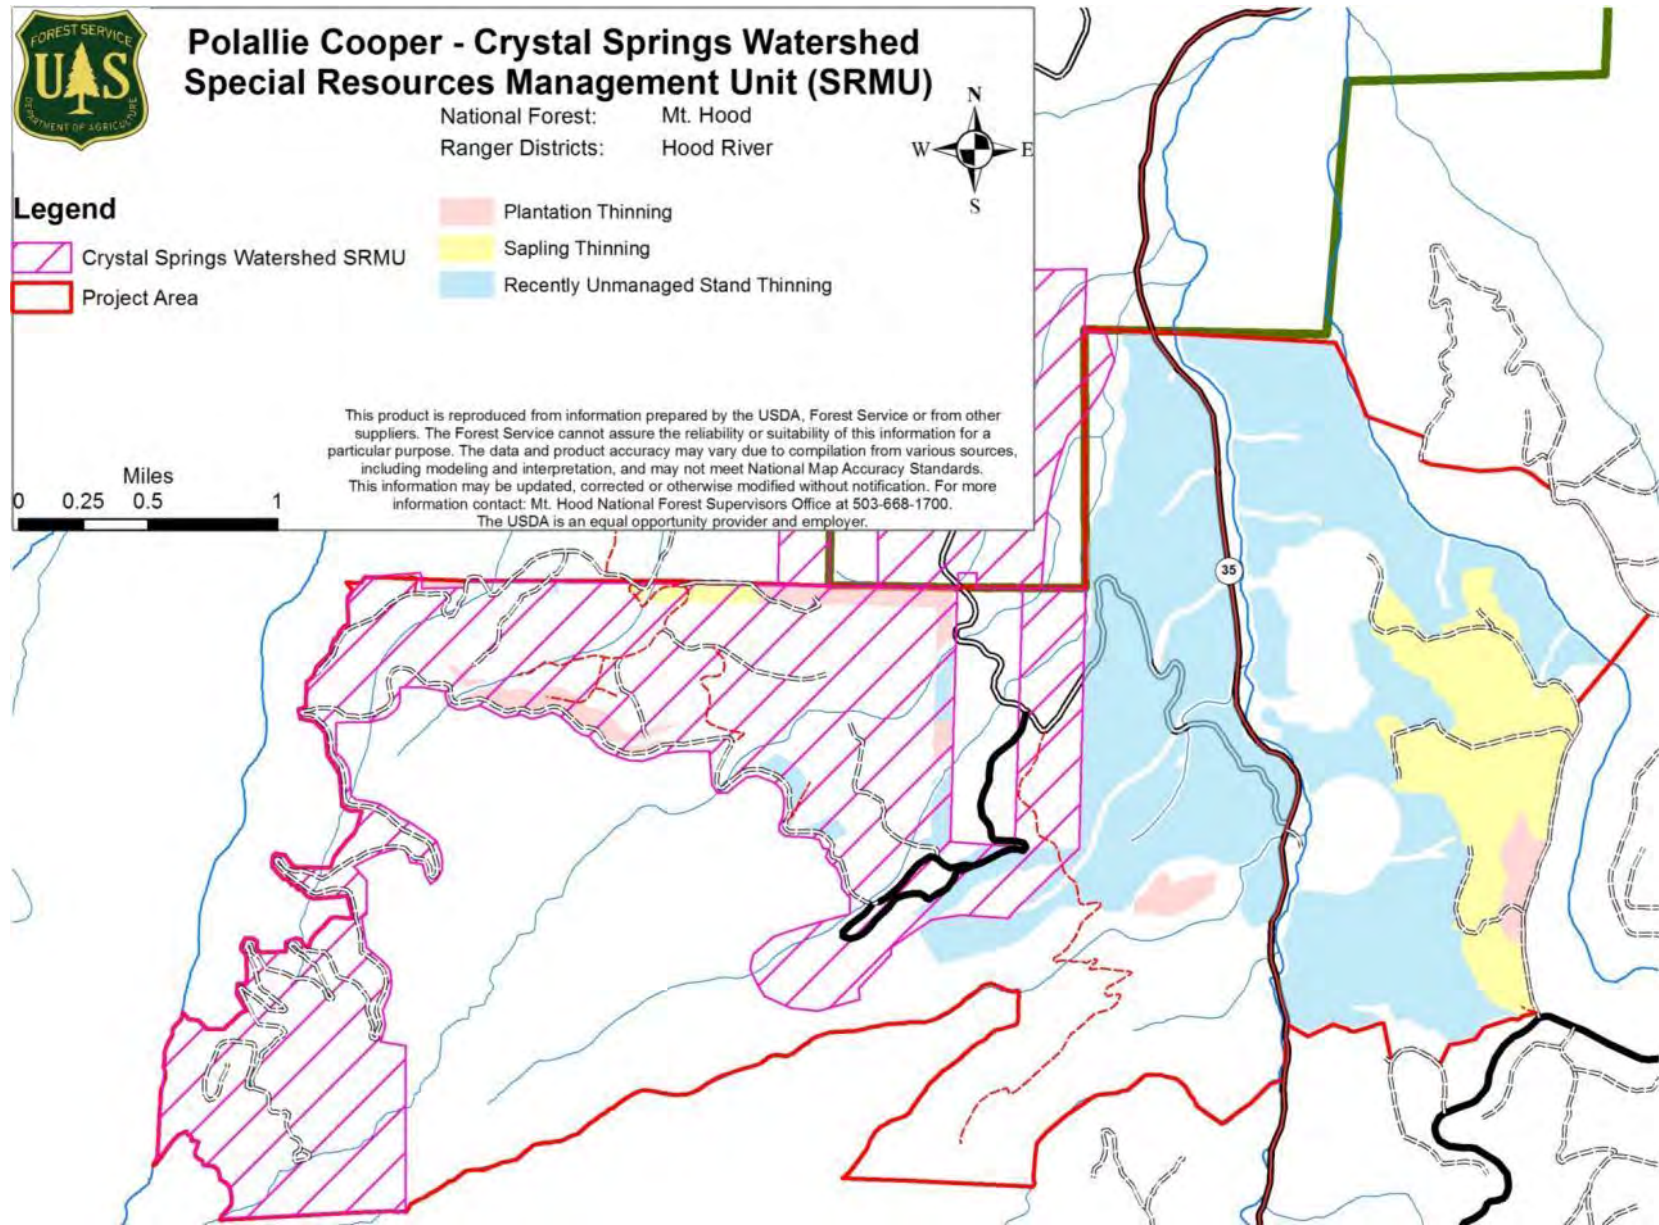 FOREST SERVICE
US
DEPARTMENT OF AGRICULTURE
Polallie Cooper - Crystal Springs Watershed
Special Resources Management Unit (SRMU)
National Forest: Mt. Hood
Ranger Districts: Hood River
N
W E
S
Legend
Crystal Springs Watershed SRMU
Project Area
Plantation Thinning
Sapling Thinning
Recently Unmanaged Stand Thinning
This product is reproduced from information prepared by the USDA, Forest Service or from other
suppliers. The Forest Service cannot assure the reliability or suitability of this information for a
particular purpose. The data and product accuracy may vary due to compilation from various sources,
including modeling and interpretation, and may not meet National Map Accuracy Standards.
This information may be updated, corrected or otherwise modified without notification. For more
information contact: Mt. Hood National Forest Supervisors Office at 503-668-1700.
The USDA is an equal opportunity provider and employer.
Miles
0 0.25 0.5 1
35